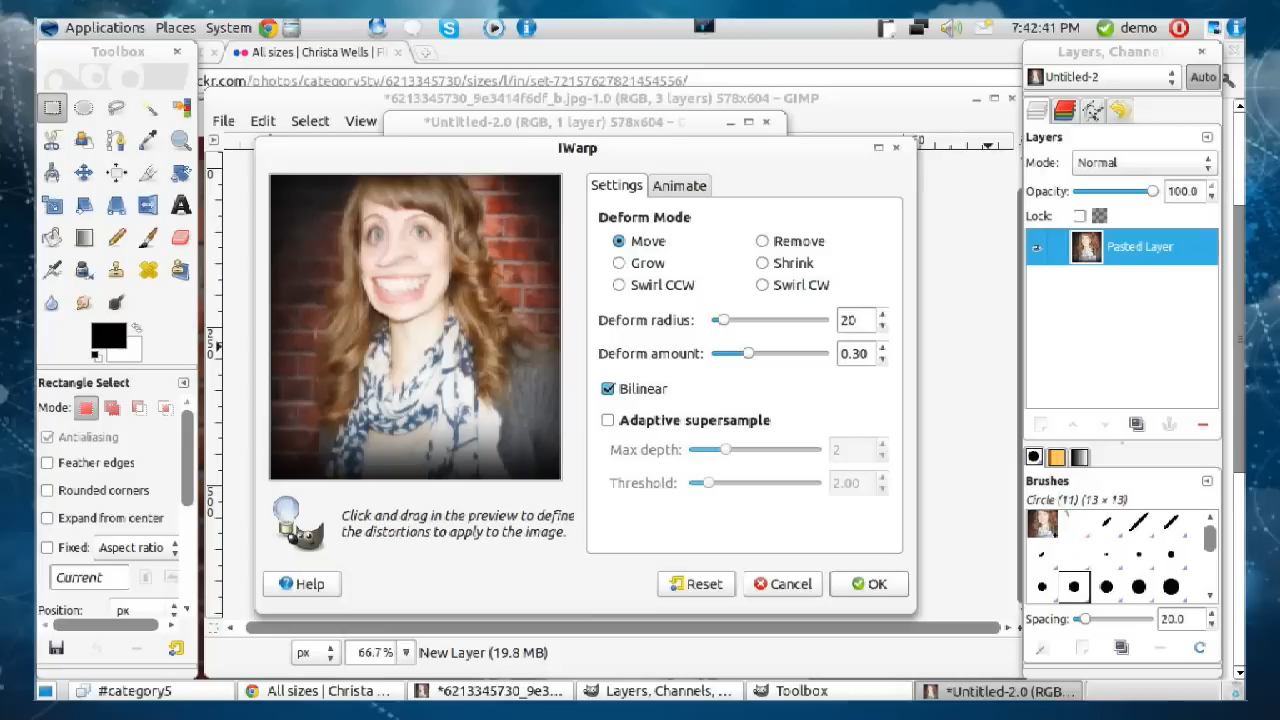 Applications Places System
7:42:41 PM demo
Toolbox
All sizes | Christa Wells | Fl
kr.com/photos/category5tv/6213345730/sizes/l/in/set-72157627821454556/
*6213345730_9e3414f6df_b.jpg-1.0 (RGB, 3 layers) 578x604 – GIMP
File Edit Select View
*Untitled-2.0 (RGB, 1 layer) 578x604 – G
IWarp
Settings Animate
Deform Mode
Move Remove
Grow Shrink
Swirl CCW Swirl CW
Deform radius: 20
Deform amount: 0.30
Bilinear
Adaptive supersample
Max depth: 2
Threshold: 2.00
Click and drag in the preview to define
the distortions to apply to the image.
Help Reset Cancel OK
px 66.7% New Layer (19.8 MB)
Rectangle Select
Mode:
Antialiasing
Feather edges
Rounded corners
Expand from center
Fixed: Aspect ratio
Current
Position: px
Layers, Channe
Untitled-2 Auto
Layers
Mode: Normal
Opacity: 100.0
Lock:
Pasted Layer
Brushes
Circle (11) (13 × 13)
Spacing: 20.0
#category5
All sizes | Christa ...
*6213345730_9e3...
Layers, Channels, ...
Toolbox
*Untitled-2.0 (RGB...